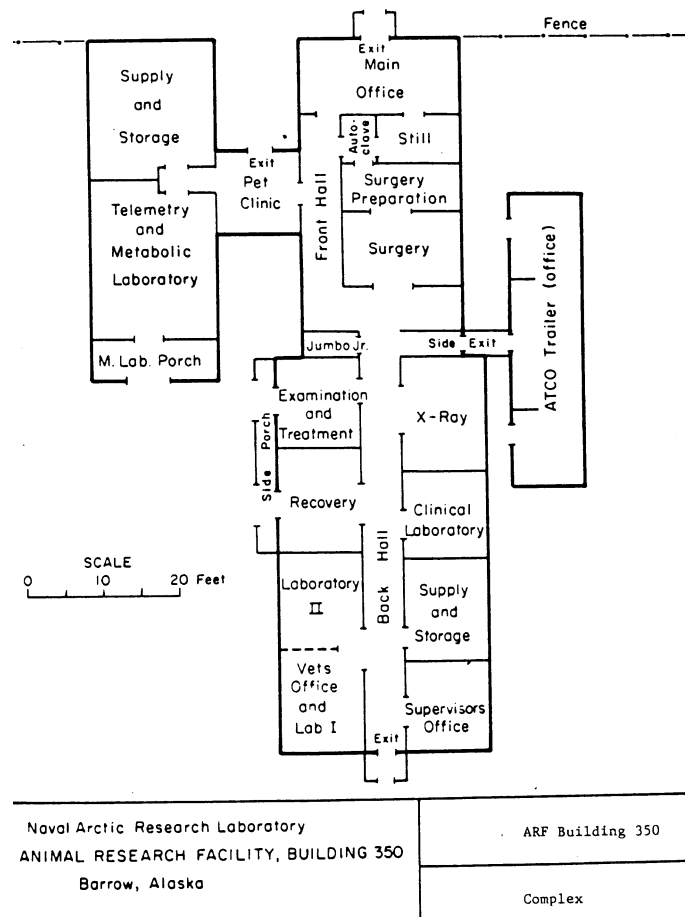 Fence
Exit
Main
Office
Supply
and
Storage
Auto-
clave
Still
Exit
Pet
Clinic
Surgery
Preparation
Front Hall
Telemetry
and
Metabolic
Laboratory
Surgery
ATCO Trailer (office)
Jumbo Jr.
Side Exit
M. Lab. Porch
Examination
and
Treatment
X-Ray
Side Porch
Recovery
Clinical
Laboratory
Back Hall
SCALE
0 10 20 Feet
Laboratory
II
Supply
and
Storage
Vets
Office
and
Lab I
Supervisors
Office
Exit
Naval Arctic Research Laboratory
ANIMAL RESEARCH FACILITY, BUILDING 350
Barrow, Alaska
ARF Building 350
Complex